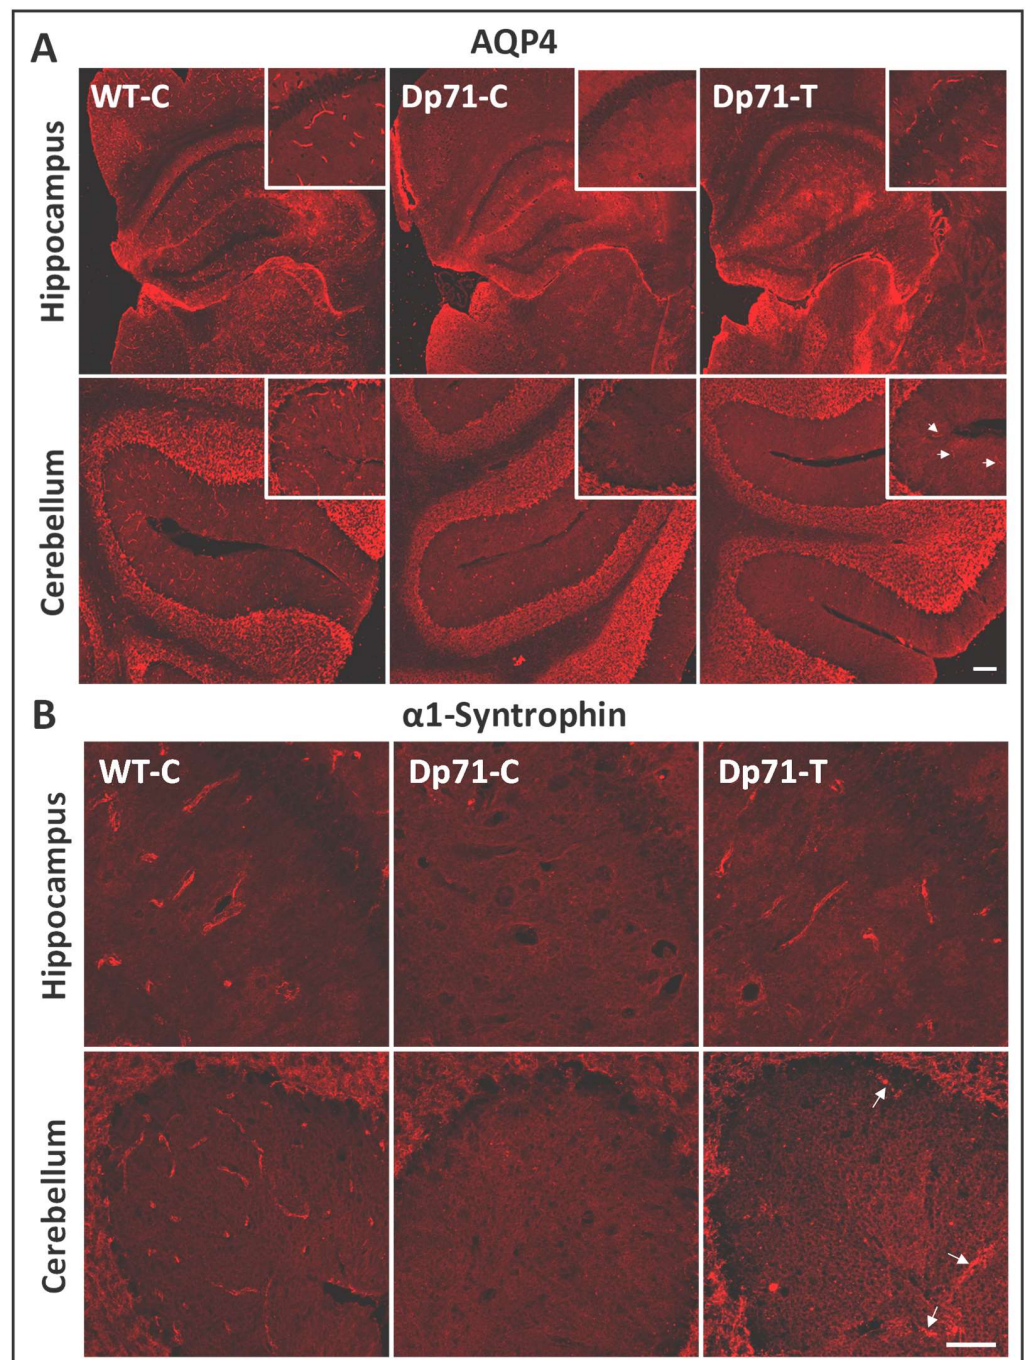 A
AQP4
Hippocampus
WT-C
Dp71-C
Dp71-T
Cerebellum
B
α1-Syntrophin
Hippocampus
WT-C
Dp71-C
Dp71-T
Cerebellum